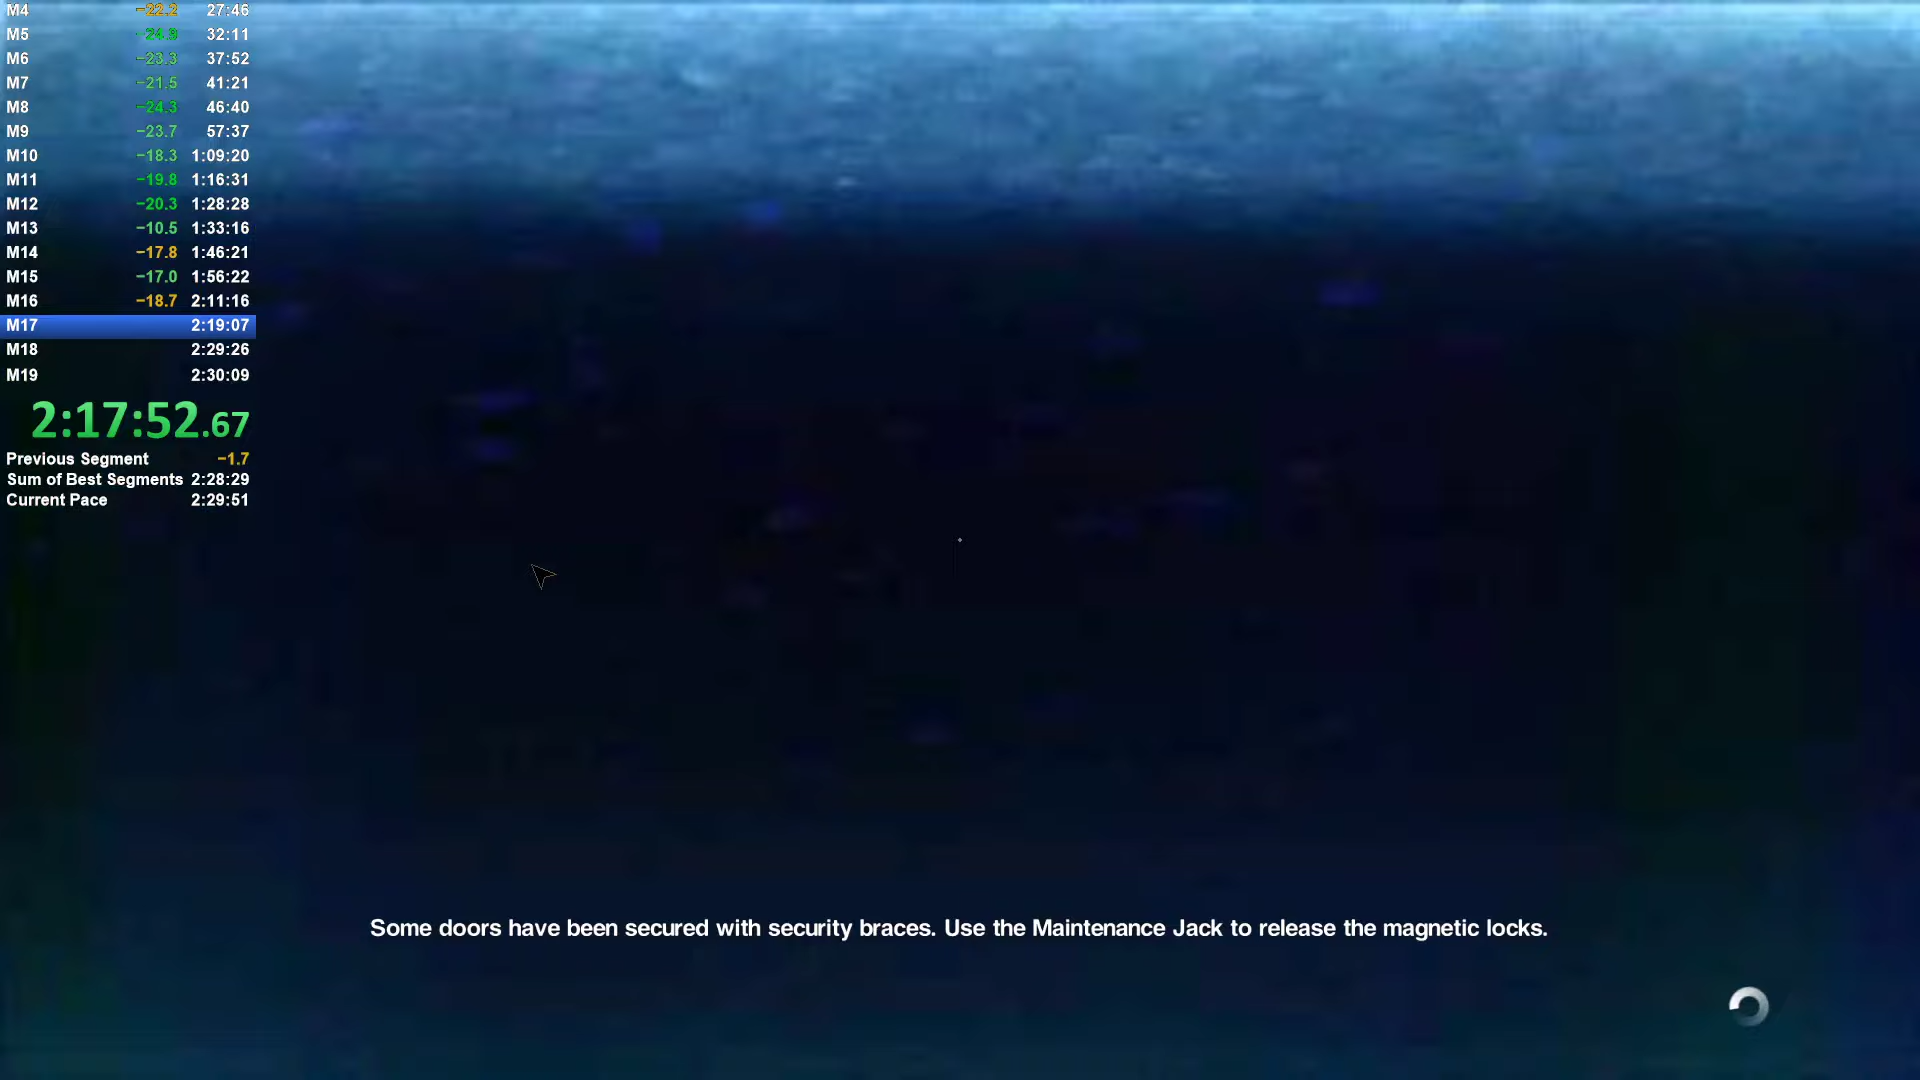 M4 −22.2 27:46
M5 −24.9 32:11
M6 −23.3 37:52
M7 −21.5 41:21
M8 −24.3 46:40
M9 −23.7 57:37
M10 −18.3 1:09:20
M11 −19.8 1:16:31
M12 −20.3 1:28:28
M13 −10.5 1:33:16
M14 −17.8 1:46:21
M15 −17.0 1:56:22
M16 −18.7 2:11:16
M17 2:19:07
M18 2:29:26
M19 2:30:09
2:17:52.67
Previous Segment −1.7
Sum of Best Segments 2:28:29
Current Pace 2:29:51
Some doors have been secured with security braces. Use the Maintenance Jack to release the magnetic locks.